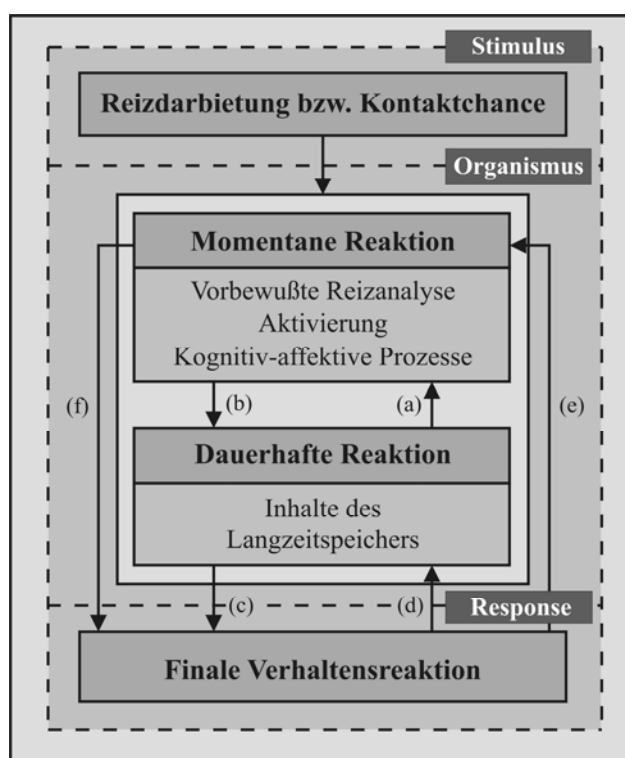 Stimulus
Reizdarbietung bzw. Kontaktchance
Organismus
Momentane Reaktion
Vorbewußte Reizanalyse
Aktivierung
Kognitiv-affektive Prozesse
(f)
(b)
(a)
(e)
Dauerhafte Reaktion
Inhalte des
Langzeitspeichers
(c)
(d)
Response
Finale Verhaltensreaktion